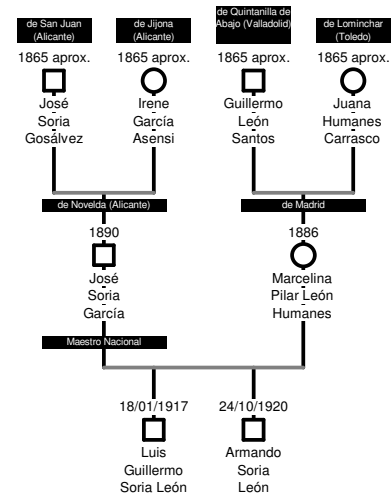 de San Juan
(Alicante)
de Jijona
(Alicante)
de Quintanilla de
Abajo (Valladolid)
de Lominchar
(Toledo)
1865 aprox.
1865 aprox.
1865 aprox.
1865 aprox.
José
Soria
Gosálvez
Irene
García
Asensi
Guillermo
León
Santos
Juana
Humanes
Carrasco
de Novelda (Alicante)
de Madrid
1890
1886
José
Soria
García
Marcelina
Pilar León
Humanes
Maestro Nacional
18/01/1917
24/10/1920
Luis
Guillermo
Soria León
Armando
Soria
León